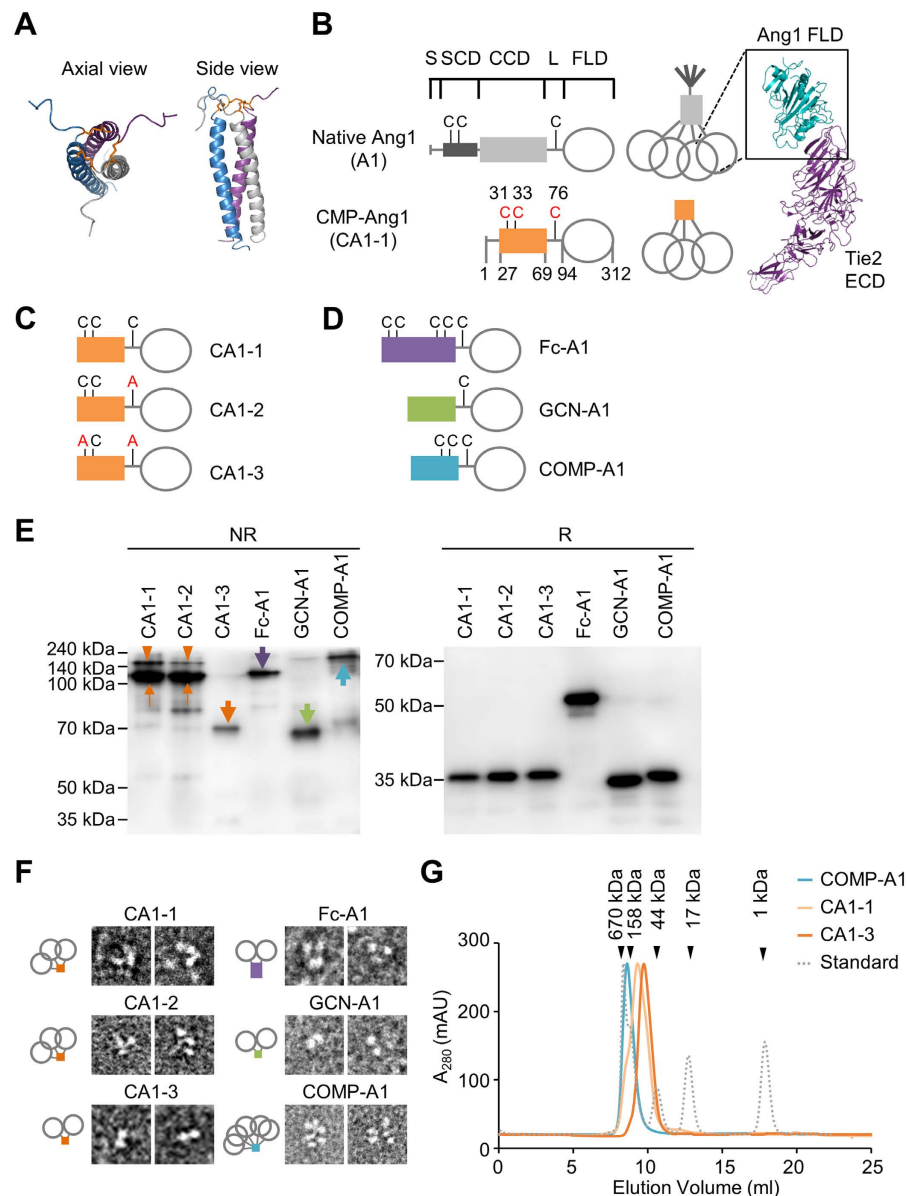 A
Axial view Side view
B
S SCD CCD L FLD
Ang1 FLD
Native Ang1
(A1)
C C C
CMP-Ang1
(CA1-1)
31 33 76
C C C
1 27 69 94 312
Tie2
ECD
C
C C C
CA1-1
C C A
CA1-2
A C A
CA1-3
D
C C C C C C
Fc-A1
C
GCN-A1
C C C C
COMP-A1
E
NR
CA1-1 CA1-2 CA1-3 Fc-A1 GCN-A1 COMP-A1
240 kDa
140 kDa
100 kDa
70 kDa
50 kDa
35 kDa
R
CA1-1 CA1-2 CA1-3 Fc-A1 GCN-A1 COMP-A1
70 kDa
50 kDa
35 kDa
F
CA1-1 Fc-A1
CA1-2 GCN-A1
CA1-3 COMP-A1
G
670 kDa 158 kDa 44 kDa 17 kDa 1 kDa
COMP-A1
CA1-1
CA1-3
Standard
A280 (mAU)
300
200
100
0
0 5 10 15 20 25
Elution Volume (ml)